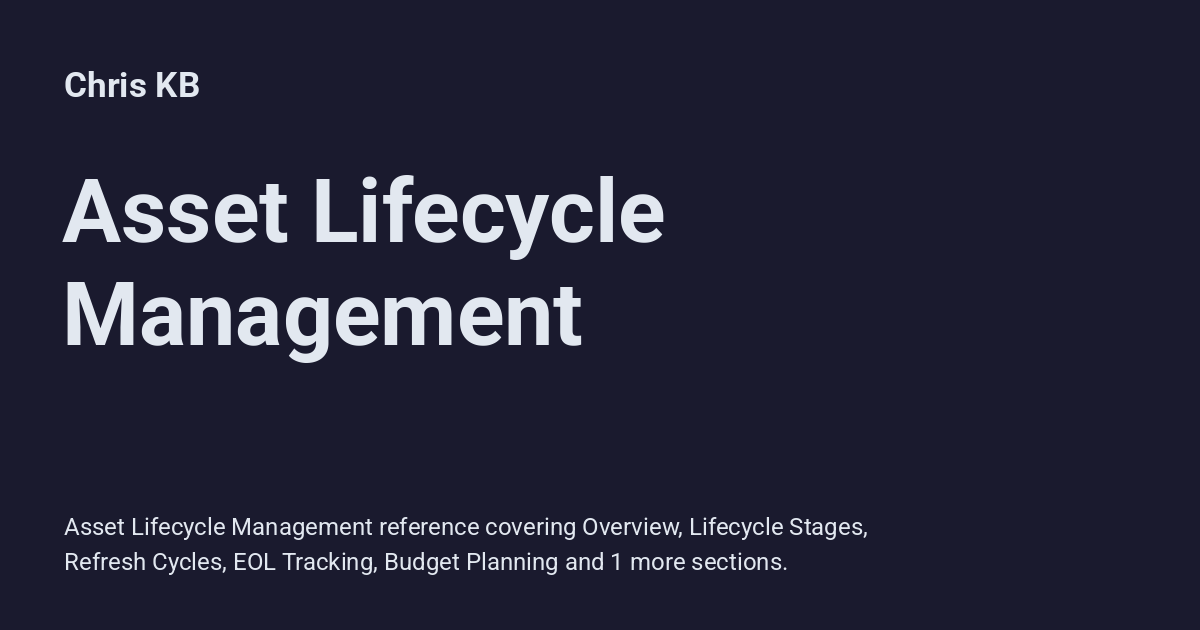 Chris KB
Asset Lifecycle
Management
Asset Lifecycle Management reference covering Overview, Lifecycle Stages,
Refresh Cycles, EOL Tracking, Budget Planning and 1 more sections.